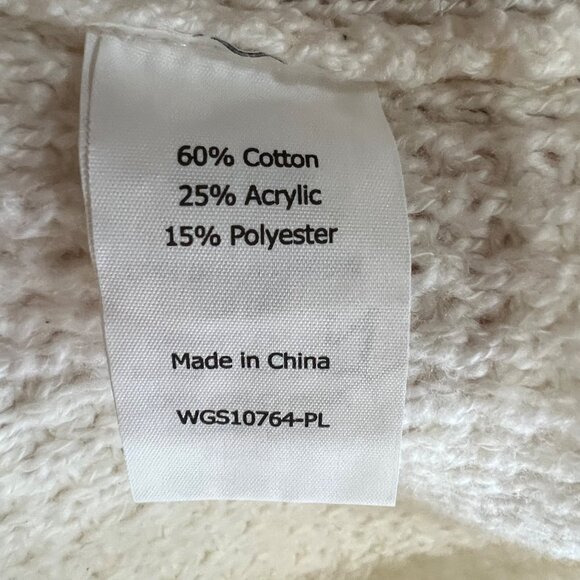 60% Cotton
25% Acrylic
15% Polyester
Made in China
WGS10764-PL